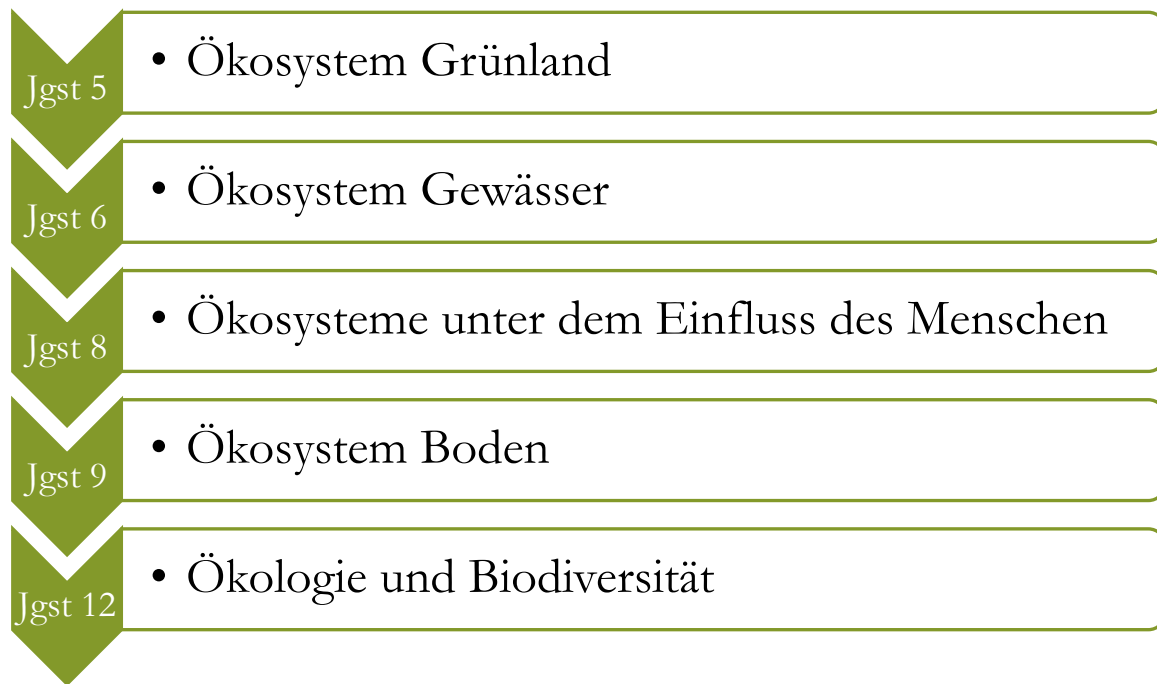 Jgst 5
• Ökosystem Grünland
Jgst 6
• Ökosystem Gewässer
Jgst 8
• Ökosysteme unter dem Einfluss des Menschen
Jgst 9
• Ökosystem Boden
Jgst 12
• Ökologie und Biodiversität